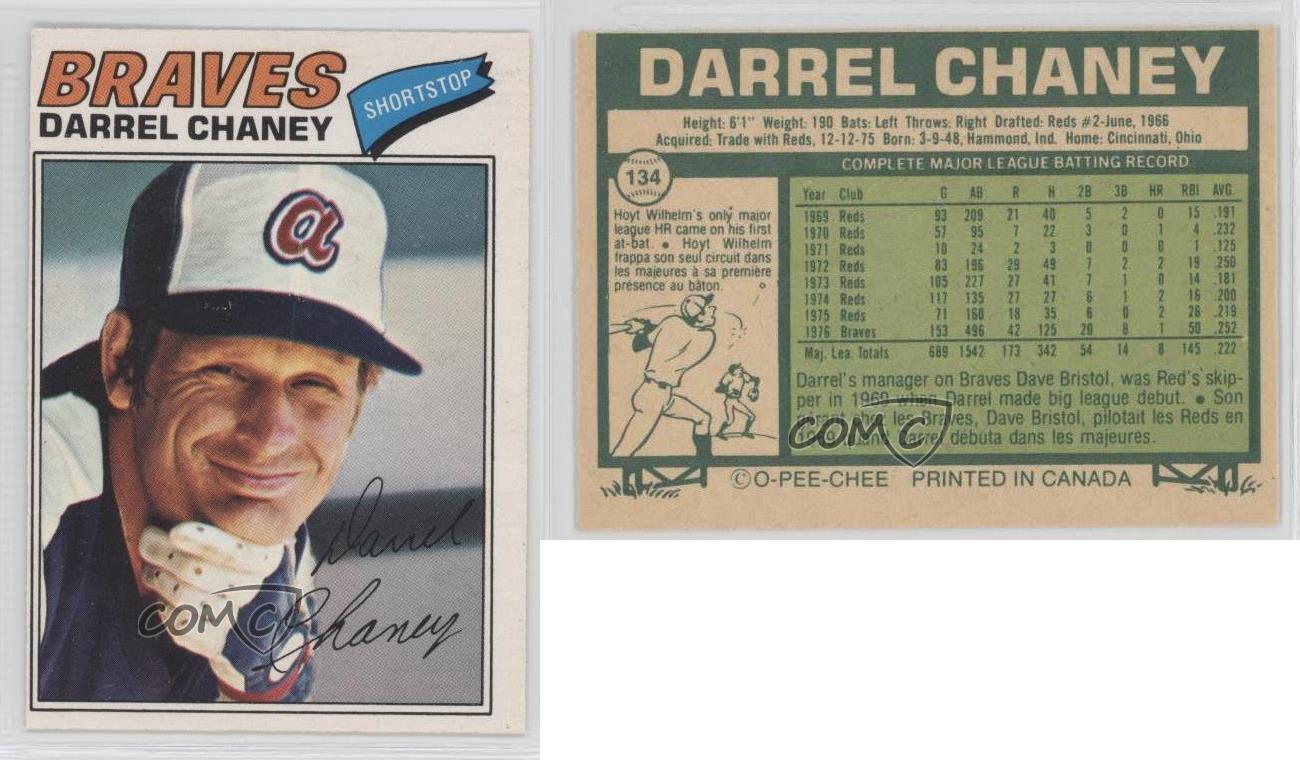 BRAVES
DARREL CHANEY
SHORTSTOP
a
Darrel
Chaney
COMC
DARREL CHANEY
Height: 6'1" Weight: 190 Bats: Left Throws: Right Drafted: Reds #2-June, 1966
Acquired: Trade with Reds, 12-12-75 Born: 3-9-48, Hammond, Ind. Home: Cincinnati, Ohio
134
Hoyt Wilhelm's only major
league HR came on his first
at-bat. • Hoyt Wilhelm
frappa son seul circuit dans
les majeures à sa première
présence au bâton.
COMPLETE MAJOR LEAGUE BATTING RECORD
Year Club G AB R H 2B 3B HR RBI AVG.
1969 Reds 93 209 21 40 5 2 0 15 .191
1970 Reds 57 95 7 22 3 0 1 4 .232
1971 Reds 10 24 2 3 0 0 0 1 .125
1972 Reds 83 196 29 49 7 2 2 19 .250
1973 Reds 105 227 27 41 7 1 0 14 .181
1974 Reds 117 135 27 27 6 1 2 16 .200
1975 Reds 71 160 18 35 6 0 2 26 .219
1976 Braves 153 496 42 125 20 8 1 50 .252
Maj. Lea. Totals 689 1542 173 342 54 14 8 145 .222
Darrel's manager on Braves Dave Bristol, was Red's skip-
per in 1969 when Darrel made big league debut. • Son
gérant chez les Braves, Dave Bristol, pilotait les Reds en
1969 quand Darrel débuta dans les majeures.
COMC
©O-PEE-CHEE PRINTED IN CANADA